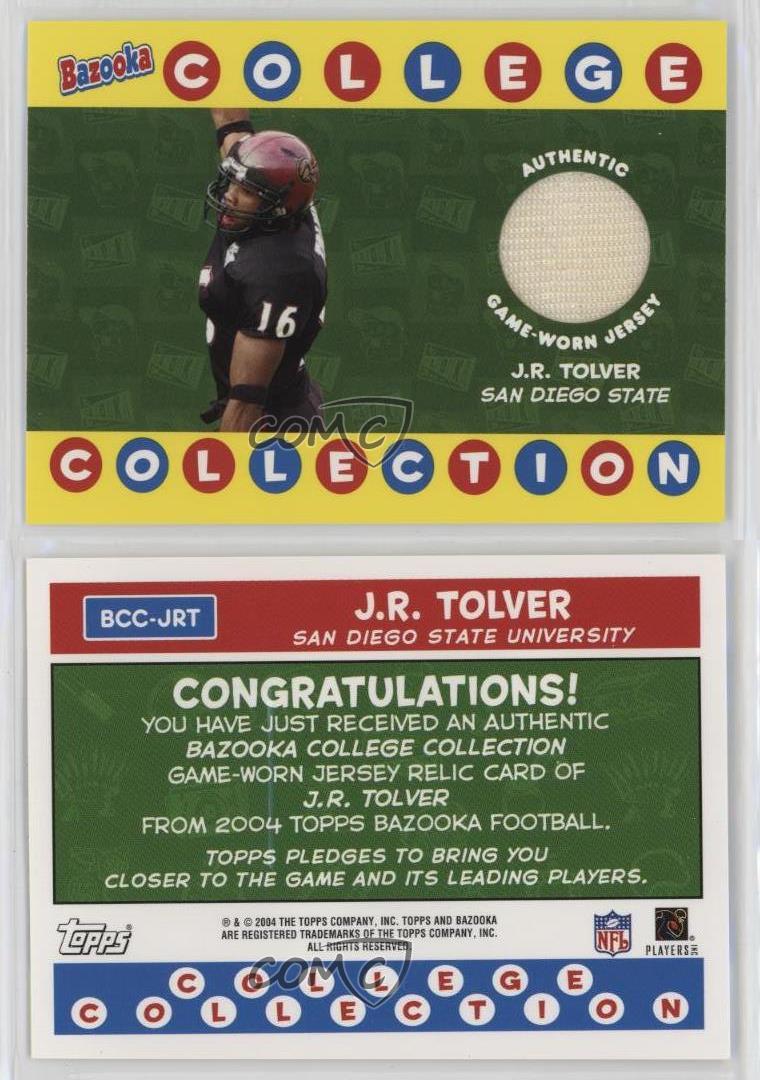 Bazooka COLLEGE
AUTHENTIC
16
GAME-WORN JERSEY
J.R. TOLVER
SAN DIEGO STATE
COMC
COLLECTION
BCC-JRT
J.R. TOLVER
SAN DIEGO STATE UNIVERSITY
CONGRATULATIONS!
YOU HAVE JUST RECEIVED AN AUTHENTIC
BAZOOKA COLLEGE COLLECTION
GAME-WORN JERSEY RELIC CARD OF
J.R. TOLVER
FROM 2004 TOPPS BAZOOKA FOOTBALL.
TOPPS PLEDGES TO BRING YOU
CLOSER TO THE GAME AND ITS LEADING PLAYERS.
Topps®
® & © 2004 THE TOPPS COMPANY, INC. TOPPS AND BAZOOKA
ARE REGISTERED TRADEMARKS OF THE TOPPS COMPANY, INC.
ALL RIGHTS RESERVED.
NFL
PLAYERS INC
COMC
COLLEGE
COLLECTION